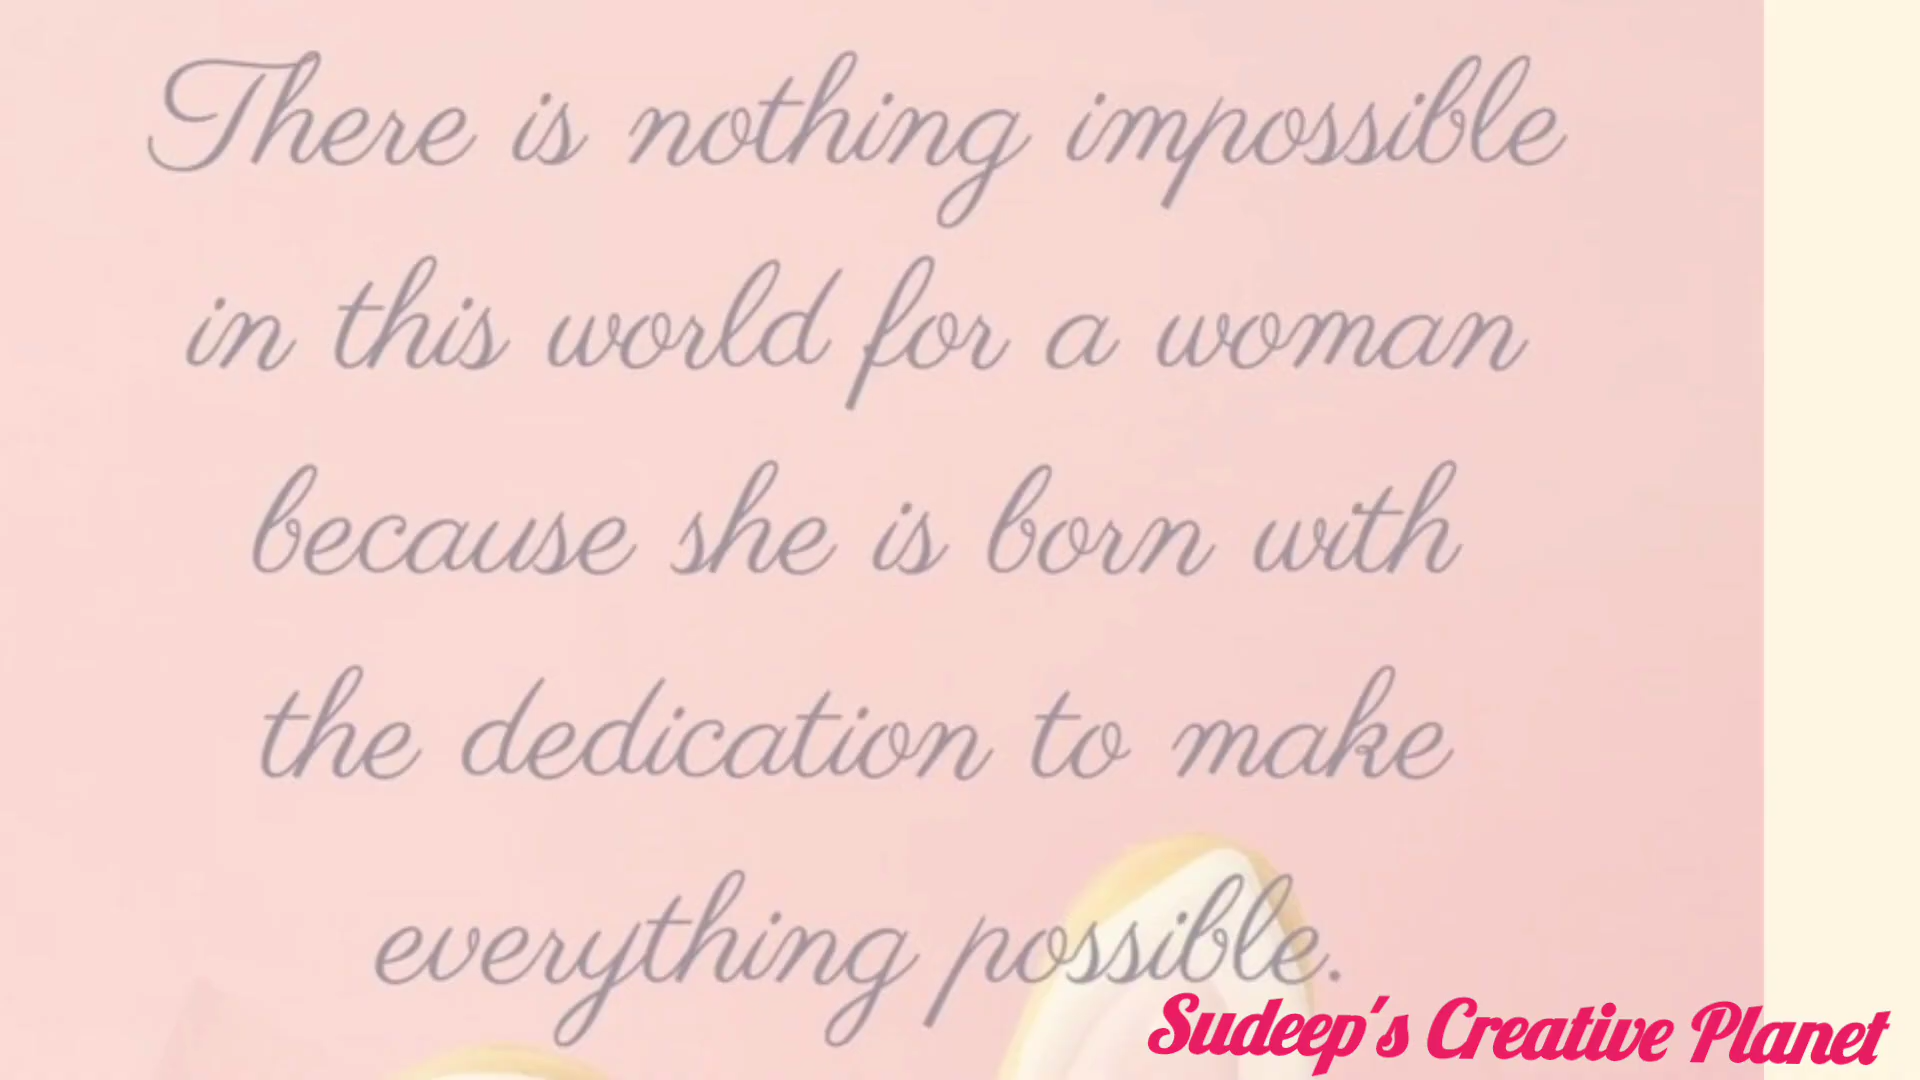 There is nothing impossible
in this world for a woman
because she is born with
the dedication to make
everything possible.
Sudeep's Creative Planet